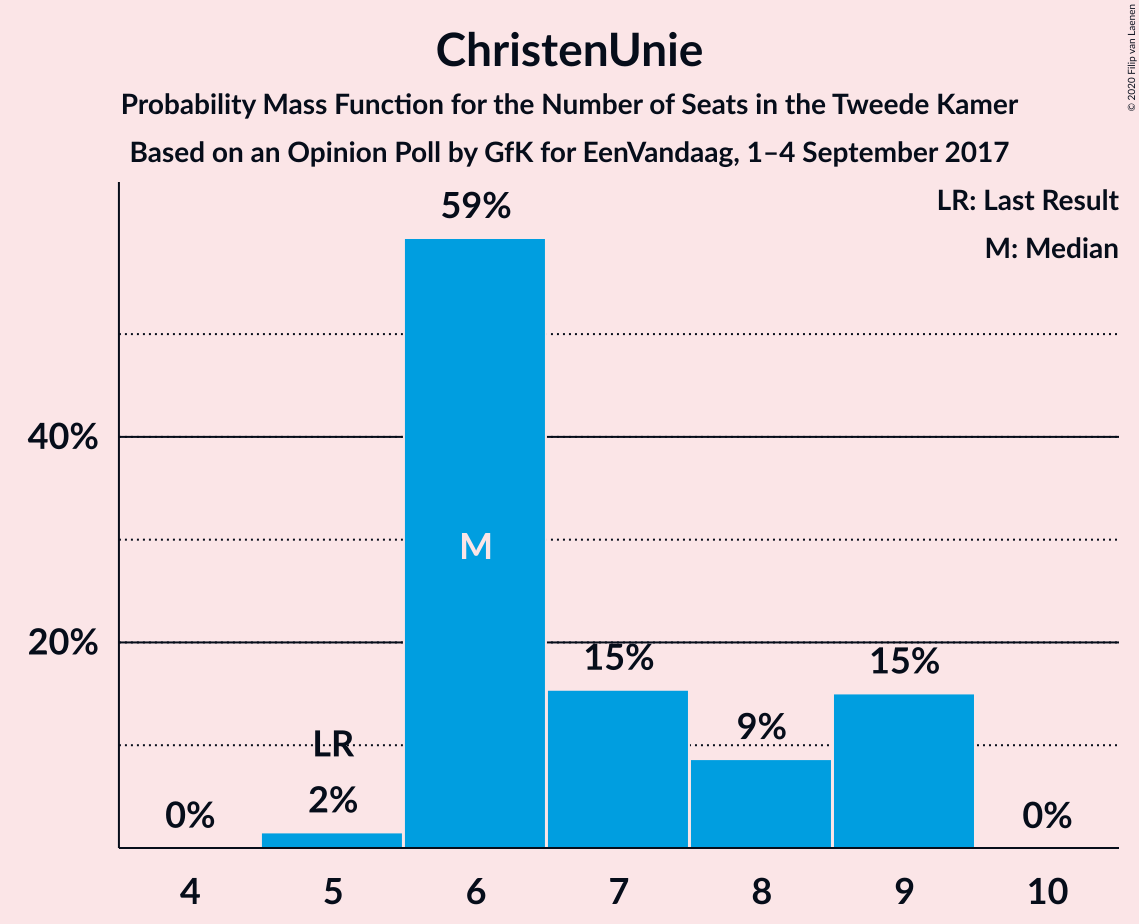 ChristenUnie
Probability Mass Function for the Number of Seats in the Tweede Kamer
Based on an Opinion Poll by GfK for EenVandaag, 1–4 September 2017
© 2020 Filip van Laenen
LR: Last Result
M: Median
59%
40%
M
20%
15%
15%
9%
LR
2%
0%
0%
4 5 6 7 8 9 10